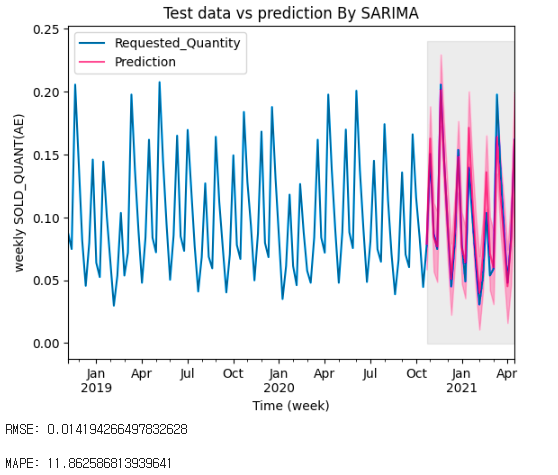 Test data vs prediction By SARIMA
Requested_Quantity
Prediction
weekly SOLD_QUANT(AE)
0.25
0.20
0.15
0.10
0.05
0.00
Jan Apr Jul Oct Jan Apr Jul Oct Jan Apr
2019 2020 2021
Time (week)
RMSE: 0.014194266497832628
MAPE: 11.862586813939641